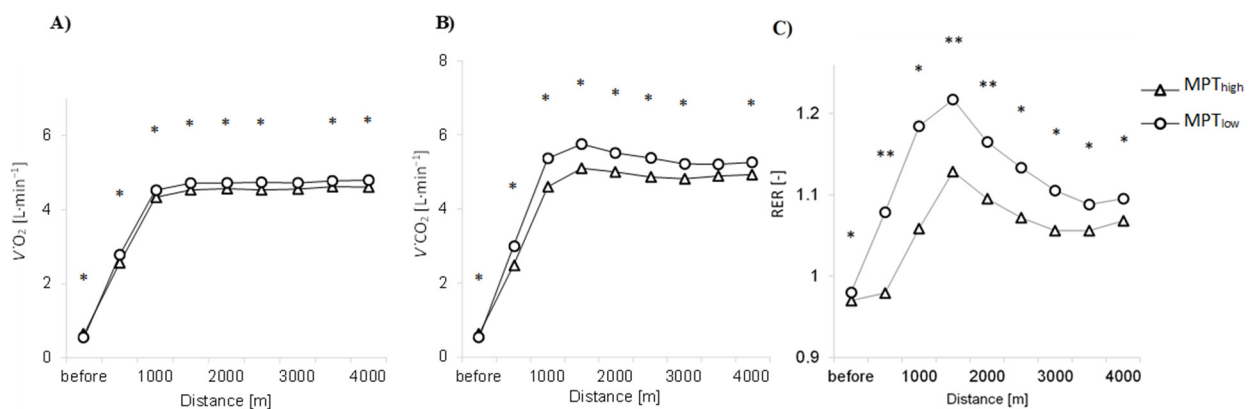 A)
V̇O₂ [L·min⁻¹]
8
6
4
2
0
* * * * * * * *
before 1000 2000 3000 4000
Distance [m]
B)
V̇CO₂ [L·min⁻¹]
8
6
4
2
0
* * * * * * * * *
before 1000 2000 3000 4000
Distance [m]
C)
RER [-]
1.2
1.1
1
0.9
* ** * ** ** * * * *
before 1000 2000 3000 4000
Distance [m]
MPThigh
MPTlow